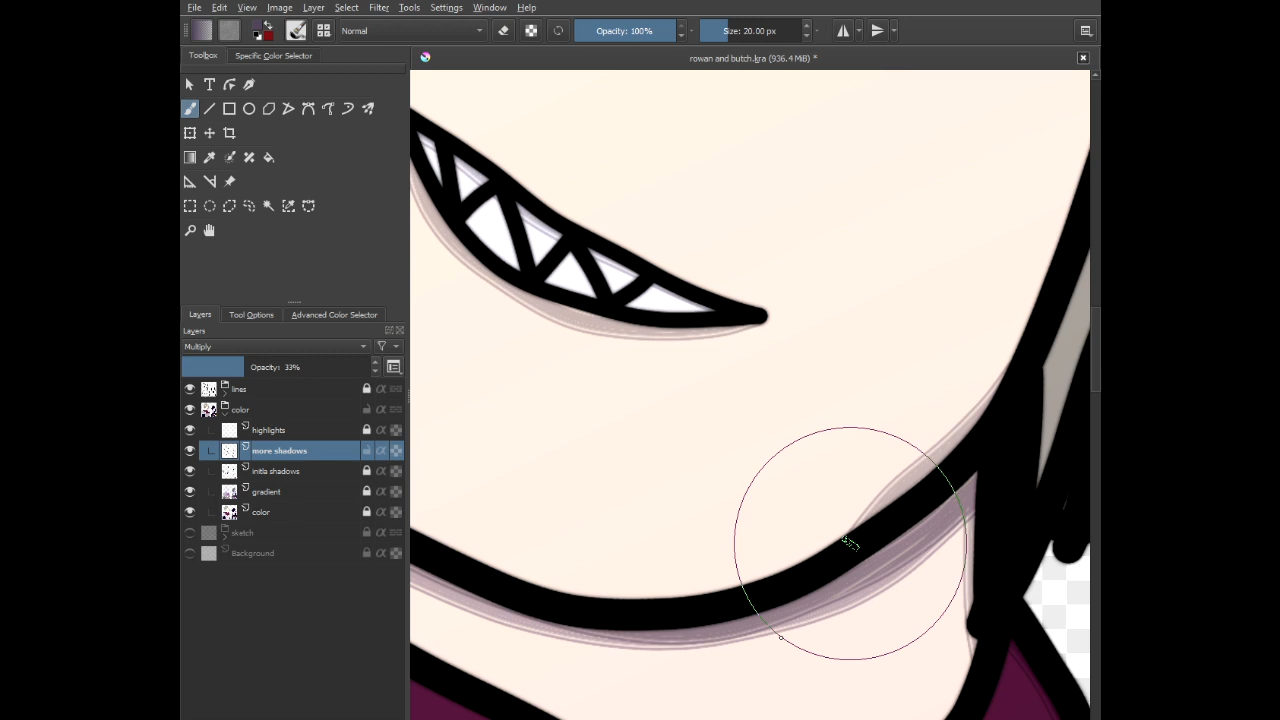 File Edit View Image Layer Select Filter Tools Settings Window Help
Normal Opacity: 100% Size: 20.00 px
Toolbox Specific Color Selector
rowan and butch.kra (936.4 MiB) *
Layers Tool Options Advanced Color Selector
Layers
Multiply
Opacity: 33%
lines
color
highlights
more shadows
initla shadows
gradient
color
sketch
Background